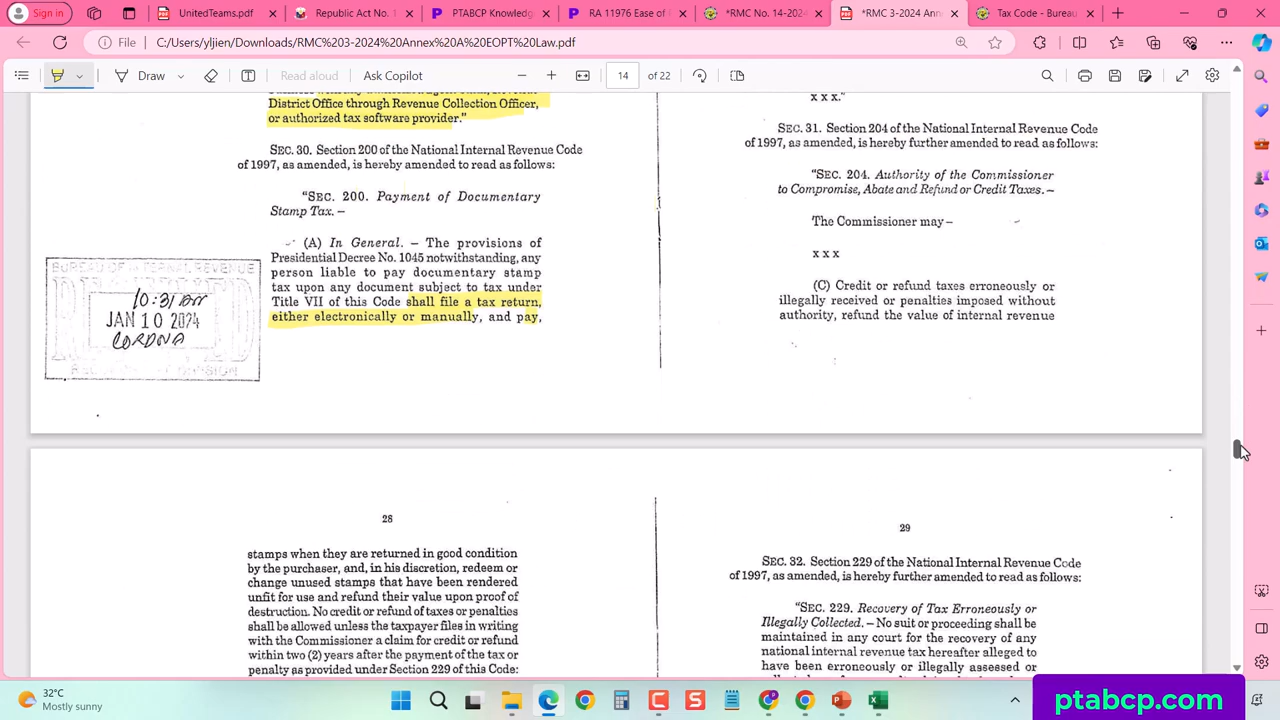 Sign in
UnitedTeams.pdf
Republic Act No. 1
PTABCP Knowledg
RA 11976 Ease of
*RMC No. 14-2024
*RMC 3-2024 Ann
Tax Code - Bureau
File
C:/Users/yljien/Downloads/RMC%203-2024%20Annex%20A%20EOPT%20Law.pdf
Draw
Read aloud
Ask Copilot
14
of 22
District Office through Revenue Collection Officer,
or authorized tax software provider."
SEC. 30. Section 200 of the National Internal Revenue Code
of 1997, as amended, is hereby amended to read as follows:
"SEC. 200. Payment of Documentary
Stamp Tax. –
(A) In General. – The provisions of
Presidential Decree No. 1045 notwithstanding, any
person liable to pay documentary stamp
tax upon any document subject to tax under
Title VII of this Code shall file a tax return,
either electronically or manually, and pay,
BUREAU OF INTERNAL REVENUE
10:31 AM
JAN 10 2024
x x x."
SEC. 31. Section 204 of the National Internal Revenue Code
of 1997, as amended, is hereby further amended to read as follows:
"SEC. 204. Authority of the Commissioner
to Compromise, Abate and Refund or Credit Taxes. –
The Commissioner may –
x x x
(C) Credit or refund taxes erroneously or
illegally received or penalties imposed without
authority, refund the value of internal revenue
28
stamps when they are returned in good condition
by the purchaser, and, in his discretion, redeem or
change unused stamps that have been rendered
unfit for use and refund their value upon proof of
destruction. No credit or refund of taxes or penalties
shall be allowed unless the taxpayer files in writing
with the Commissioner a claim for credit or refund
within two (2) years after the payment of the tax or
penalty as provided under Section 229 of this Code:
29
SEC. 32. Section 229 of the National Internal Revenue Code
of 1997, as amended, is hereby further amended to read as follows:
"SEC. 229. Recovery of Tax Erroneously or
Illegally Collected. – No suit or proceeding shall be
maintained in any court for the recovery of any
national internal revenue tax hereafter alleged to
have been erroneously or illegally assessed or
32°C
Mostly sunny
ptabcp.com